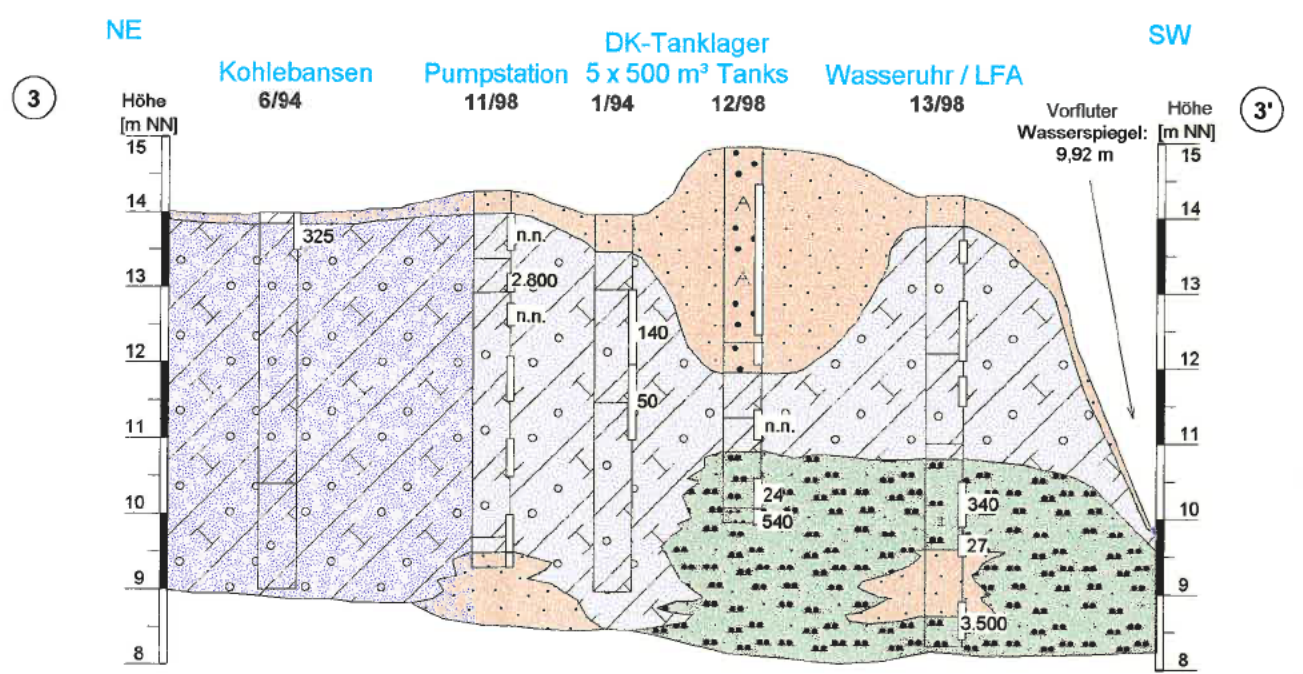 NE
SW
DK-Tanklager
Kohlebansen
Pumpstation
5 x 500 m³ Tanks
Wasseruhr / LFA
3
Höhe
[m NN]
6/94
11/98
1/94
12/98
13/98
Vorfluter
Wasserspiegel:
9,92 m
Höhe
[m NN]
3'
15
14
13
12
11
10
9
8
325
n.n.
2.800
n.n.
140
50
A
A
n.n.
24
540
340
27
3.500
15
14
13
12
11
10
9
8